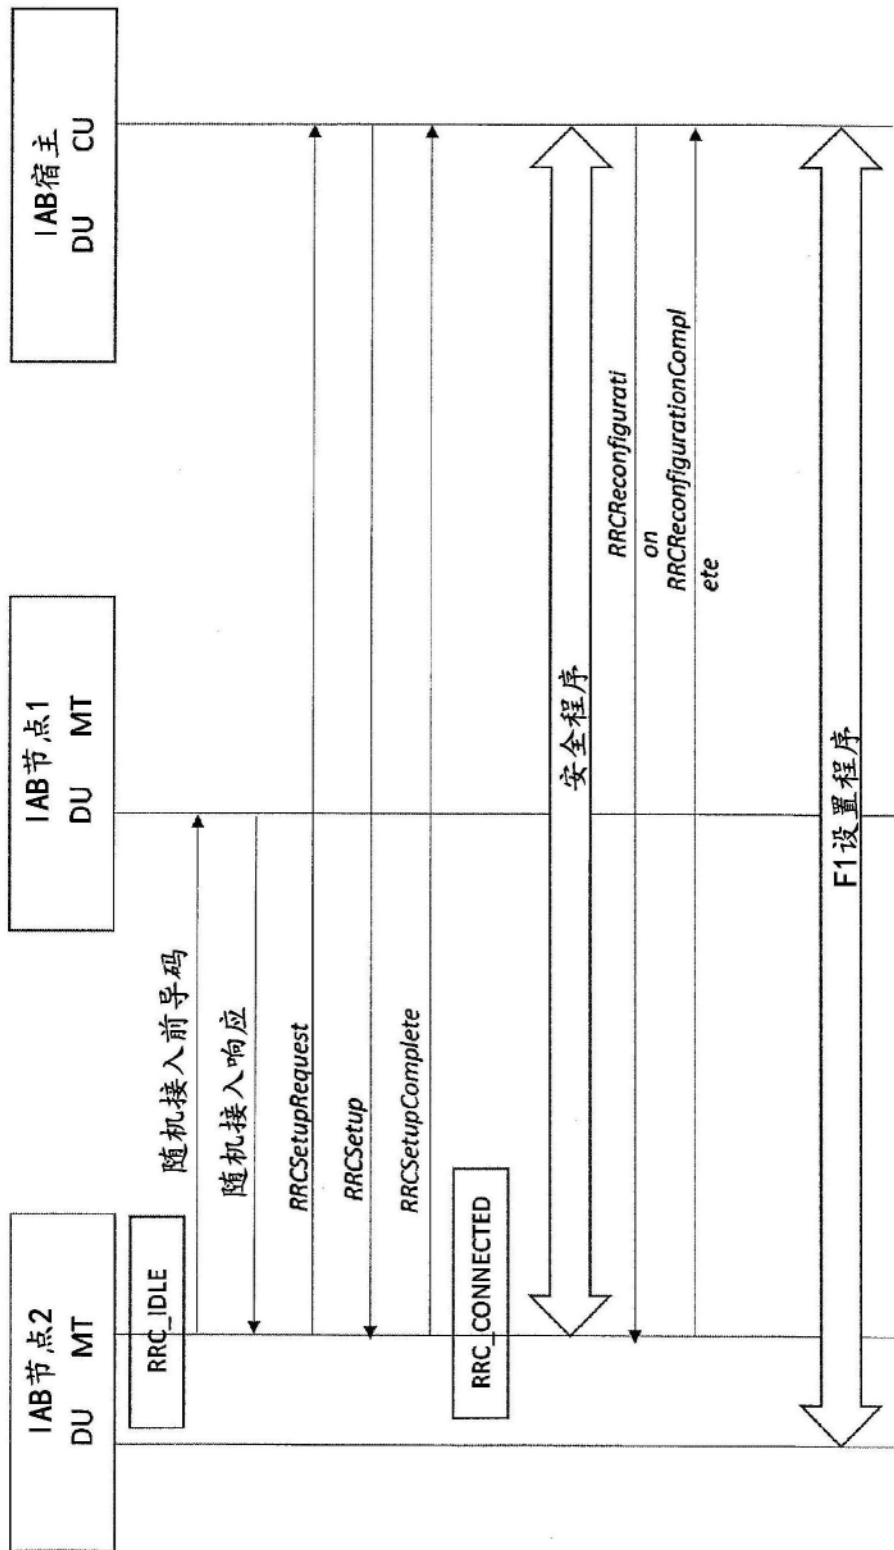 IAB节点2
DU MT
IAB节点1
DU MT
IAB宿主
DU CU
RRC_IDLE
随机接入前导码
随机接入响应
RRCSetupRequest
RRCSetup
RRCSetupComplete
RRC_CONNECTED
安全程序
RRCReconfigurati
on
RRCReconfigurationCompl
ete
F1设置程序